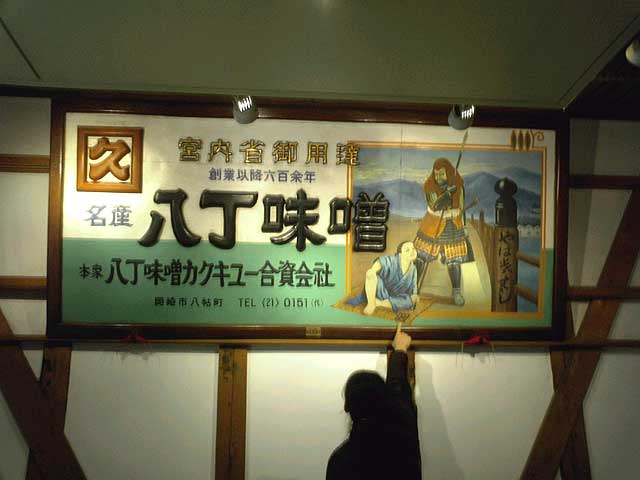 久
宮内省御用達
創業以降六百余年
名産 八丁味噌
本家 八丁味噌カクキュー合資会社
岡崎市八帖町 TEL (21) 0151 (代)